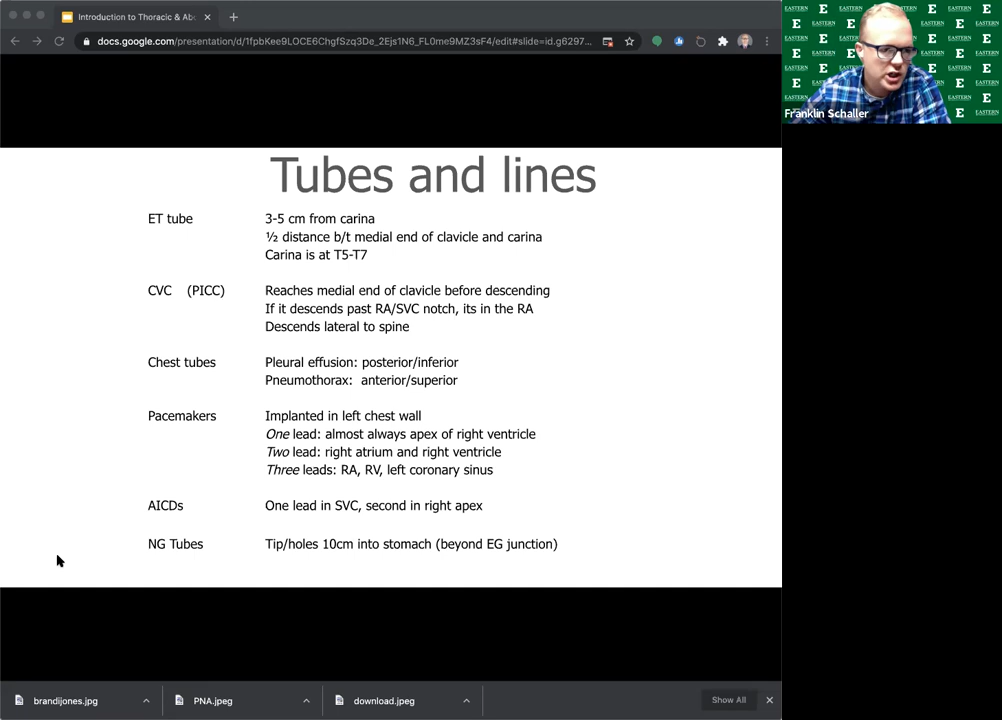 Introduction to Thoracic & Abd
docs.google.com/presentation/d/1fpbKee9LOCE6ChgfSzq3De_2Ejs1N6_FL0me9MZ3sF4/edit#slide=id.g6297...
Tubes and lines
ET tube 3-5 cm from carina
½ distance b/t medial end of clavicle and carina
Carina is at T5-T7
CVC (PICC) Reaches medial end of clavicle before descending
If it descends past RA/SVC notch, its in the RA
Descends lateral to spine
Chest tubes Pleural effusion: posterior/inferior
Pneumothorax: anterior/superior
Pacemakers Implanted in left chest wall
One lead: almost always apex of right ventricle
Two lead: right atrium and right ventricle
Three leads: RA, RV, left coronary sinus
AICDs One lead in SVC, second in right apex
NG Tubes Tip/holes 10cm into stomach (beyond EG junction)
brandijones.jpg PNA.jpeg download.jpeg Show All
EASTERN E
Franklin Schaller